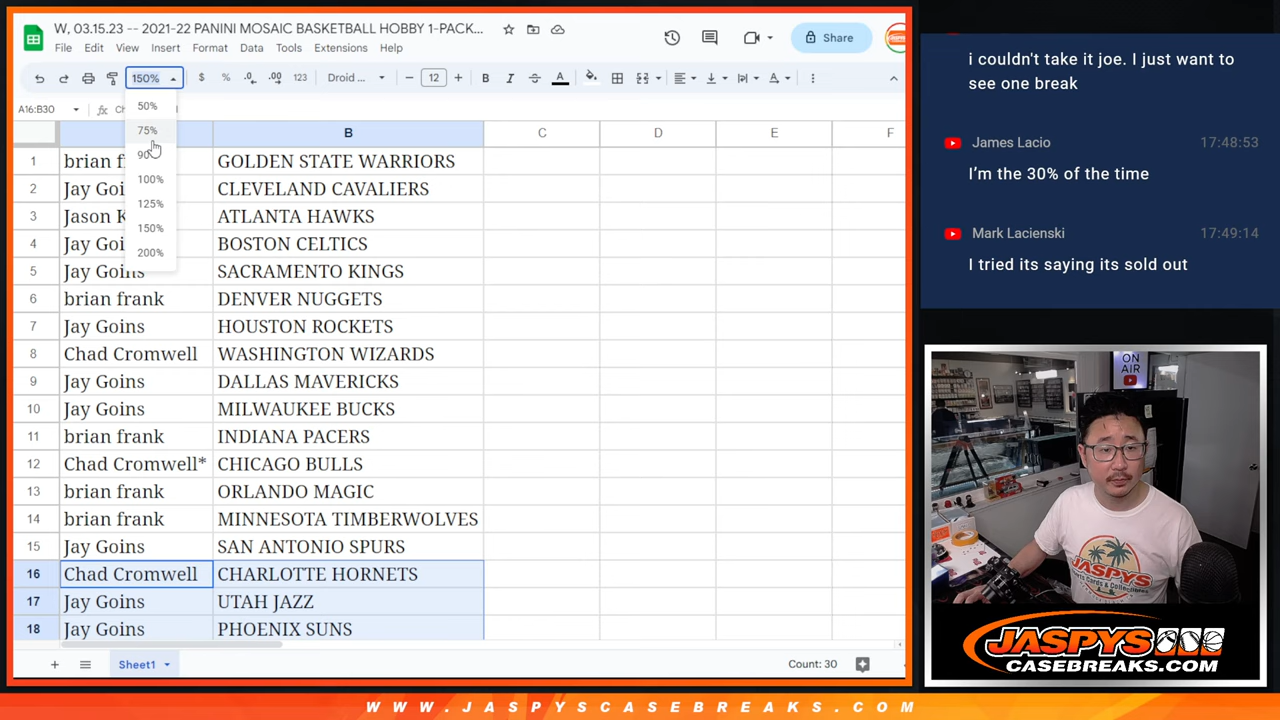 W, 03.15.23 -- 2021-22 PANINI MOSAIC BASKETBALL HOBBY 1-PACK...
File Edit View Insert Format Data Tools Extensions Help
Share
150% $ % .0 .00 123 Droid ... 12 B I A
A16:B30 fx
50%
75%
100%
125%
150%
200%
B C D E F
1 brian GOLDEN STATE WARRIORS
2 Jay CLEVELAND CAVALIERS
3 Jason ATLANTA HAWKS
4 Jay BOSTON CELTICS
5 Jay Goins SACRAMENTO KINGS
6 brian frank DENVER NUGGETS
7 Jay Goins HOUSTON ROCKETS
8 Chad Cromwell WASHINGTON WIZARDS
9 Jay Goins DALLAS MAVERICKS
10 Jay Goins MILWAUKEE BUCKS
11 brian frank INDIANA PACERS
12 Chad Cromwell* CHICAGO BULLS
13 brian frank ORLANDO MAGIC
14 brian frank MINNESOTA TIMBERWOLVES
15 Jay Goins SAN ANTONIO SPURS
16 Chad Cromwell CHARLOTTE HORNETS
17 Jay Goins UTAH JAZZ
18 Jay Goins PHOENIX SUNS
Sheet1
Count: 30
i couldn't take it joe. I just want to
see one break
James Lacio 17:48:53
I'm the 30% of the time
Mark Lacienski 17:49:14
I tried its saying its sold out
ON
AIR
JASPYS
JASPYS
CASEBREAKS.COM
WWW.JASPYSCASEBREAKS.COM